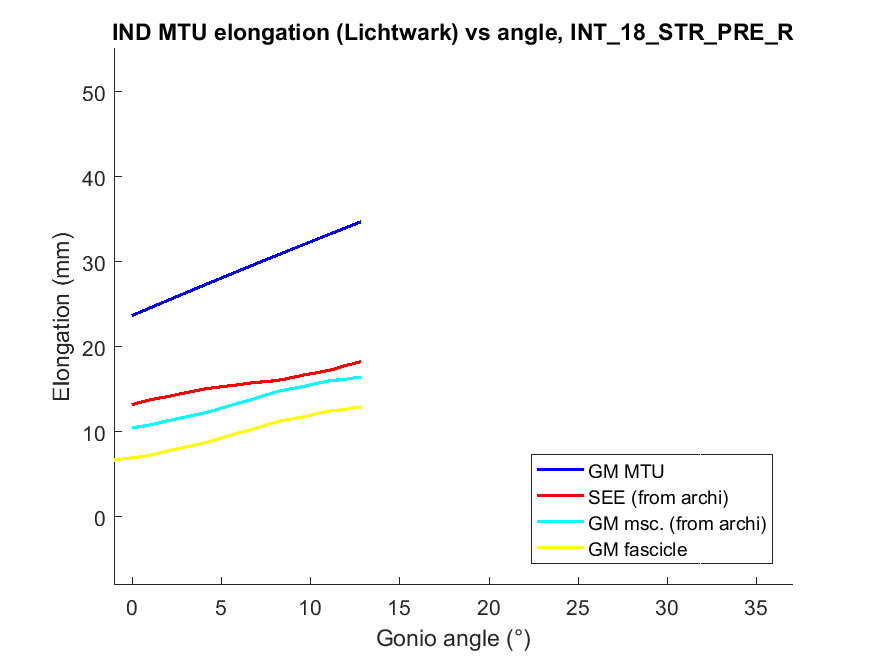 IND MTU elongation (Lichtwark) vs angle, INT_18_STR_PRE_R
50
40
30
20
10
0
Elongation (mm)
0 5 10 15 20 25 30 35
Gonio angle (°)
GM MTU
SEE (from archi)
GM msc. (from archi)
GM fascicle